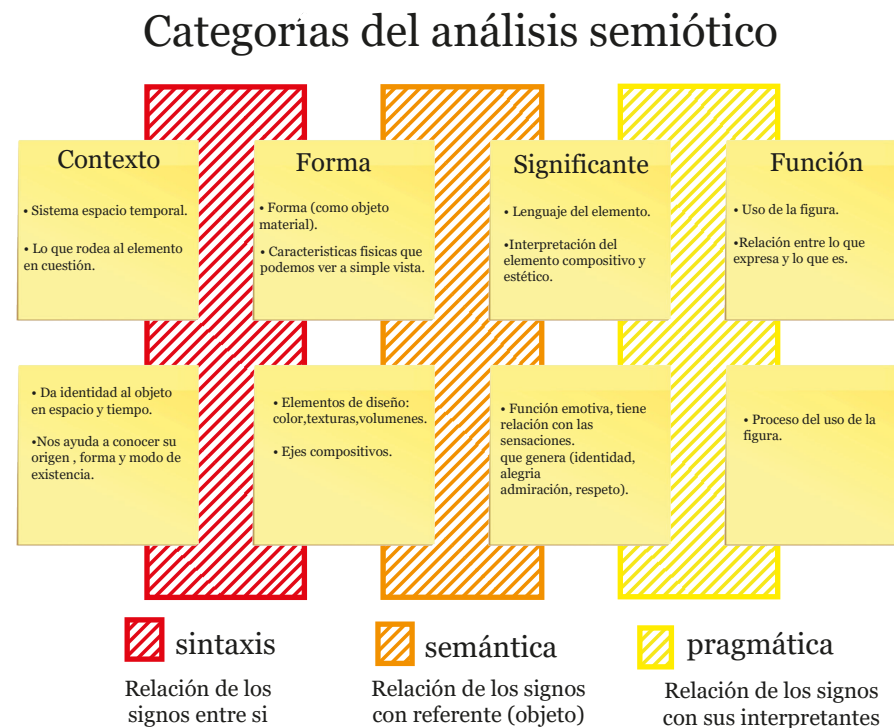 Categorías del análisis semiótico
Contexto
• Sistema espacio temporal.
• Lo que rodea al elemento
en cuestión.
Forma
• Forma (como objeto
material).
• Caracteristicas fisicas que
podemos ver a simple vista.
Significante
• Lenguaje del elemento.
•Interpretación del
elemento compositivo y
estético.
Función
• Uso de la figura.
•Relación entre lo que
expresa y lo que es.
• Da identidad al objeto
en espacio y tiempo.
•Nos ayuda a conocer su
origen , forma y modo de
existencia.
• Elementos de diseño:
color,texturas,volumenes.
• Ejes compositivos.
• Función emotiva, tiene
relación con las
sensaciones.
que genera (identidad,
alegria
admiración, respeto).
• Proceso del uso de la
figura.
sintaxis
Relación de los
signos entre si
semántica
Relación de los signos
con referente (objeto)
pragmática
Relación de los signos
con sus interpretantes